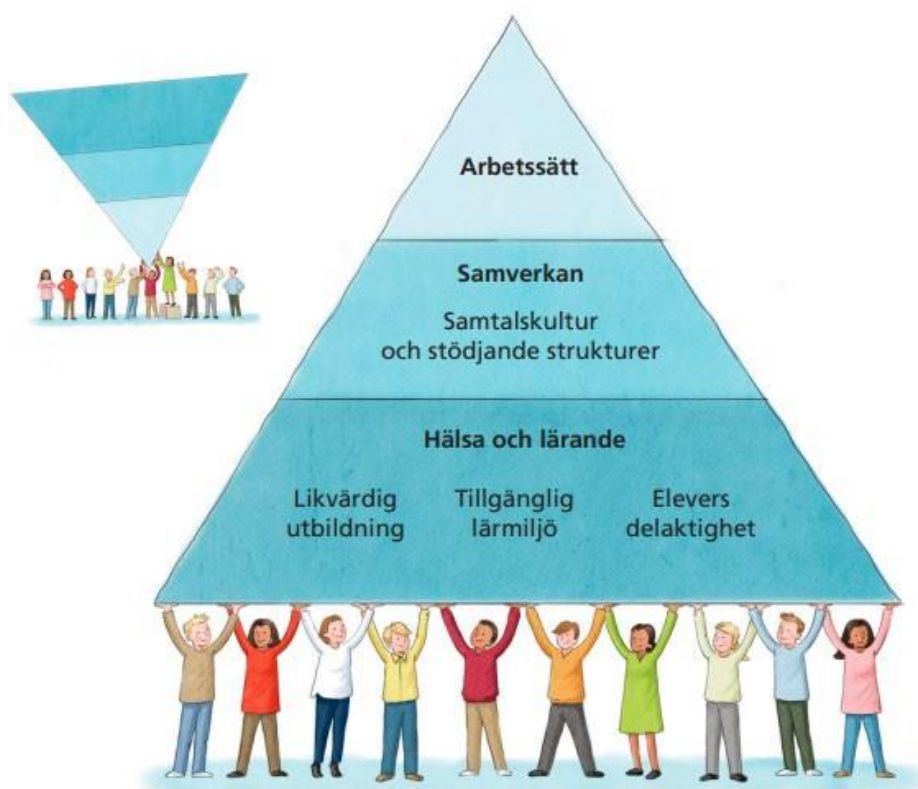 Arbetssätt
Samverkan
Samtalskultur
och stödjande strukturer
Hälsa och lärande
Likvärdig
utbildning
Tillgänglig
lärmiljö
Elevers
delaktighet